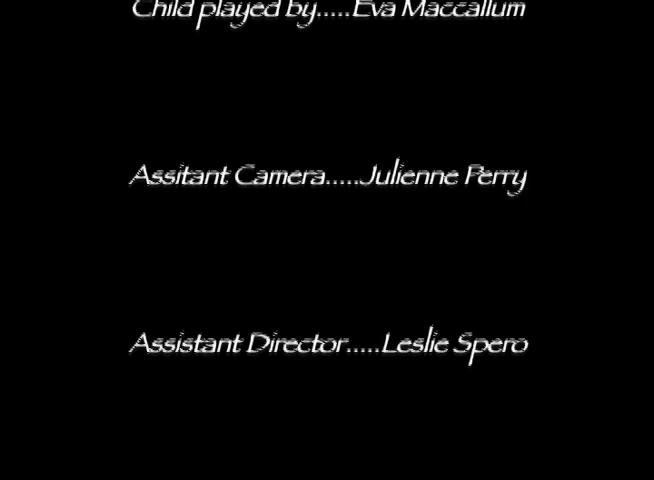 Child played by.....Eva Maccallum
Assitant Camera.....Julienne Perry
Assistant Director.....Leslie Spero